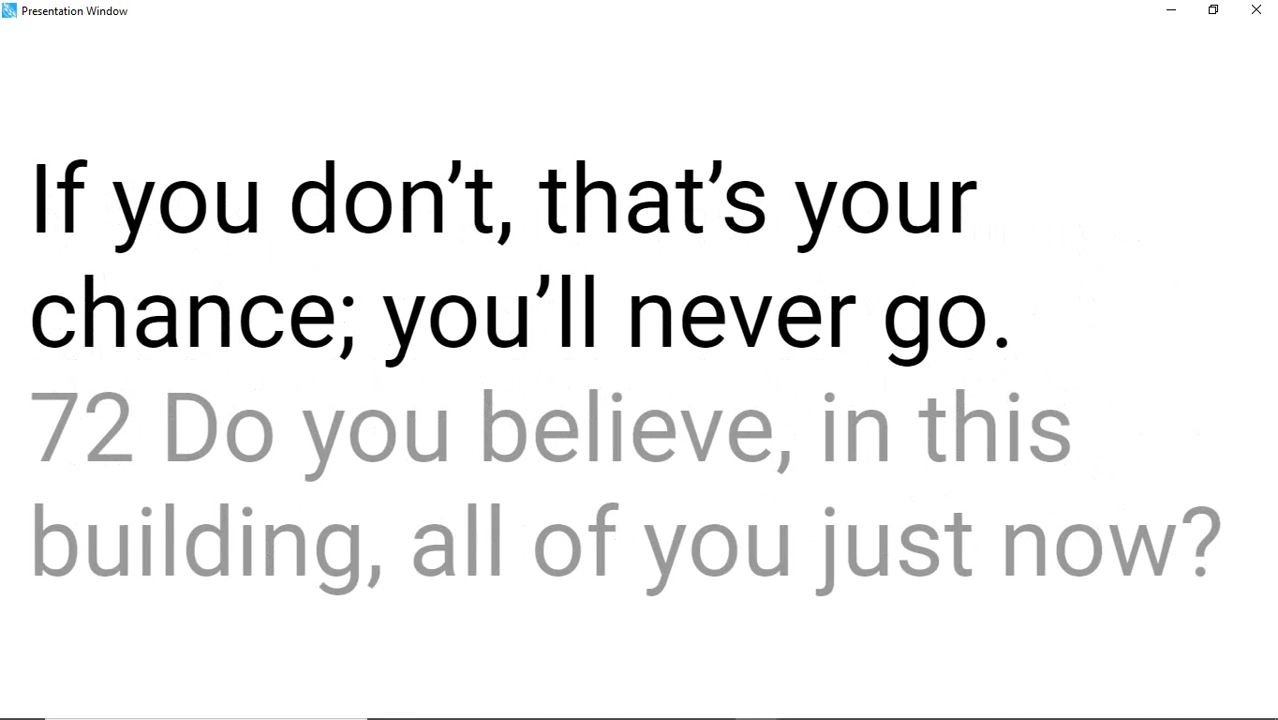 Presentation Window
If you don’t, that’s your
chance; you’ll never go.
72 Do you believe, in this
building, all of you just now?